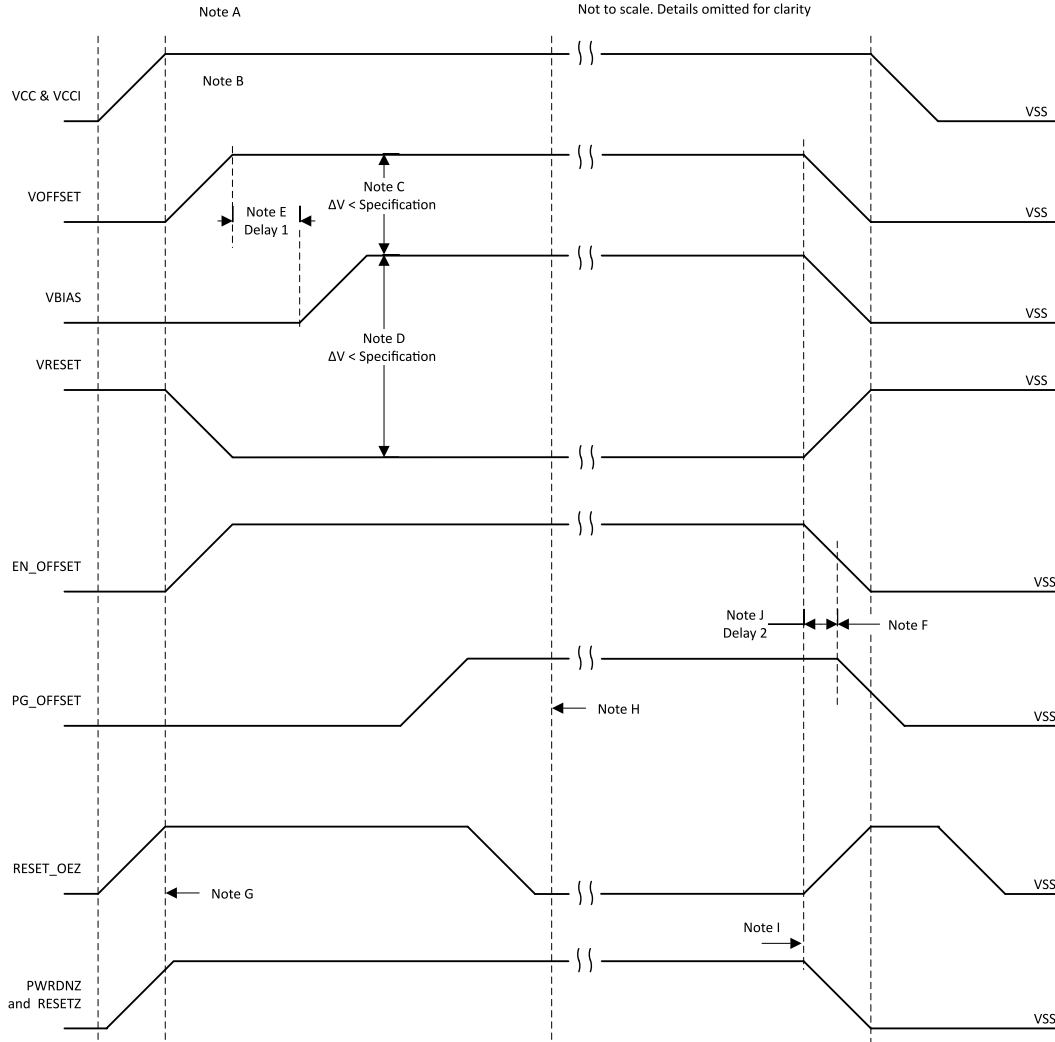 Note A
Not to scale. Details omitted for clarity
Note B
VCC & VCCI
VSS
VOFFSET
Note C
ΔV < Specification
Note E
Delay 1
VSS
VBIAS
VSS
Note D
ΔV < Specification
VRESET
VSS
EN_OFFSET
VSS
Note J
Delay 2
Note F
PG_OFFSET
Note H
VSS
RESET_OEZ
VSS
Note G
Note I
PWRDNZ
and RESETZ
VSS